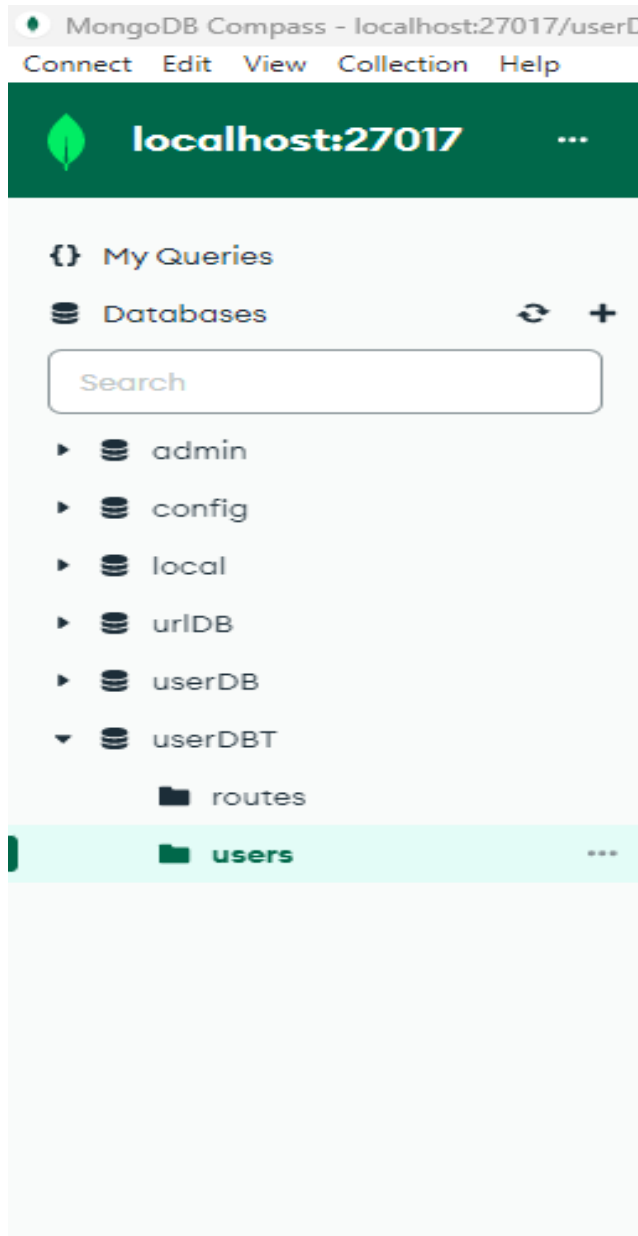 MongoDB Compass - localhost:27017/userD
Connect Edit View Collection Help
localhost:27017 ...
{} My Queries
Databases +
Search
admin
config
local
urlDB
userDB
userDBT
routes
users ...